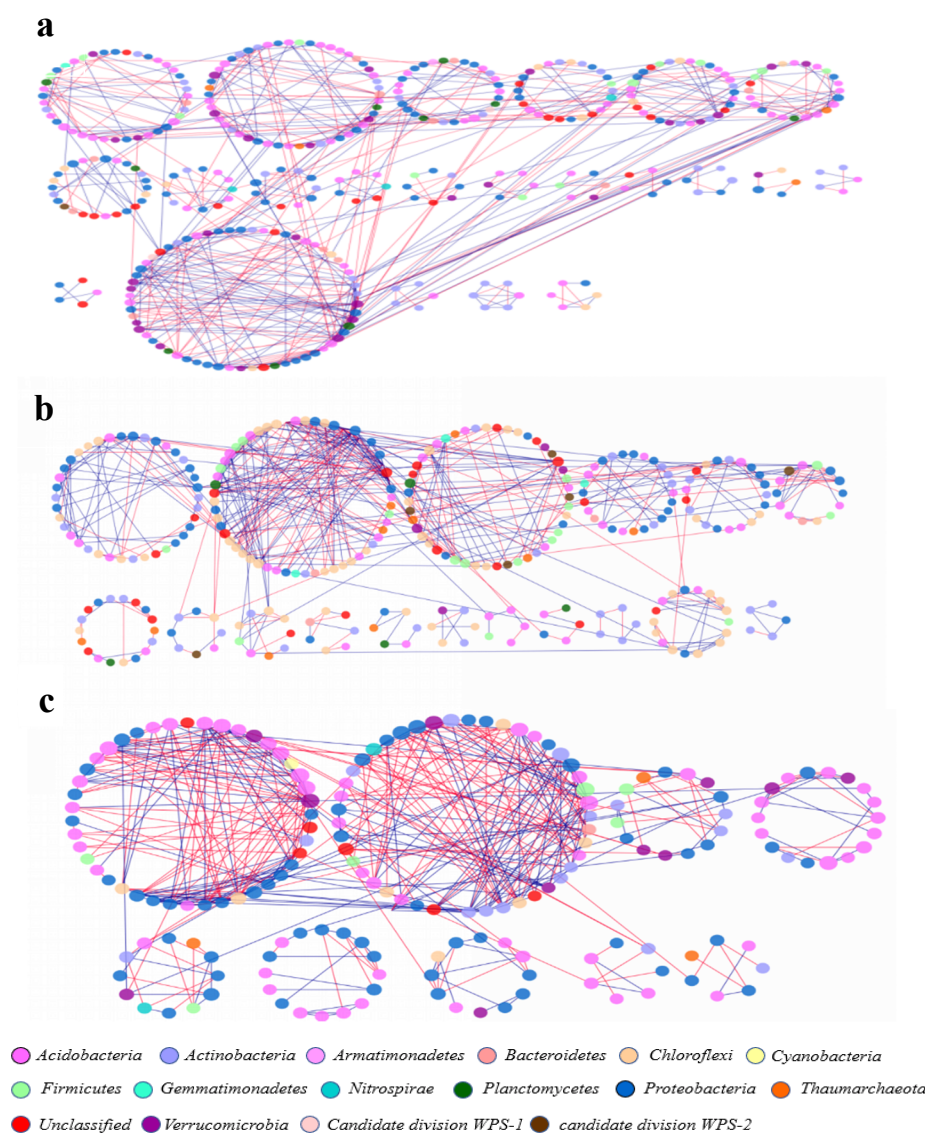 a
b
c
Acidobacteria Actinobacteria Armatimonadetes Bacteroidetes Chloroflexi Cyanobacteria
Firmicutes Gemmatimonadetes Nitrospirae Planctomycetes Proteobacteria Thaumarchaeota
Unclassified Verrucomicrobia Candidate division WPS-1 candidate division WPS-2